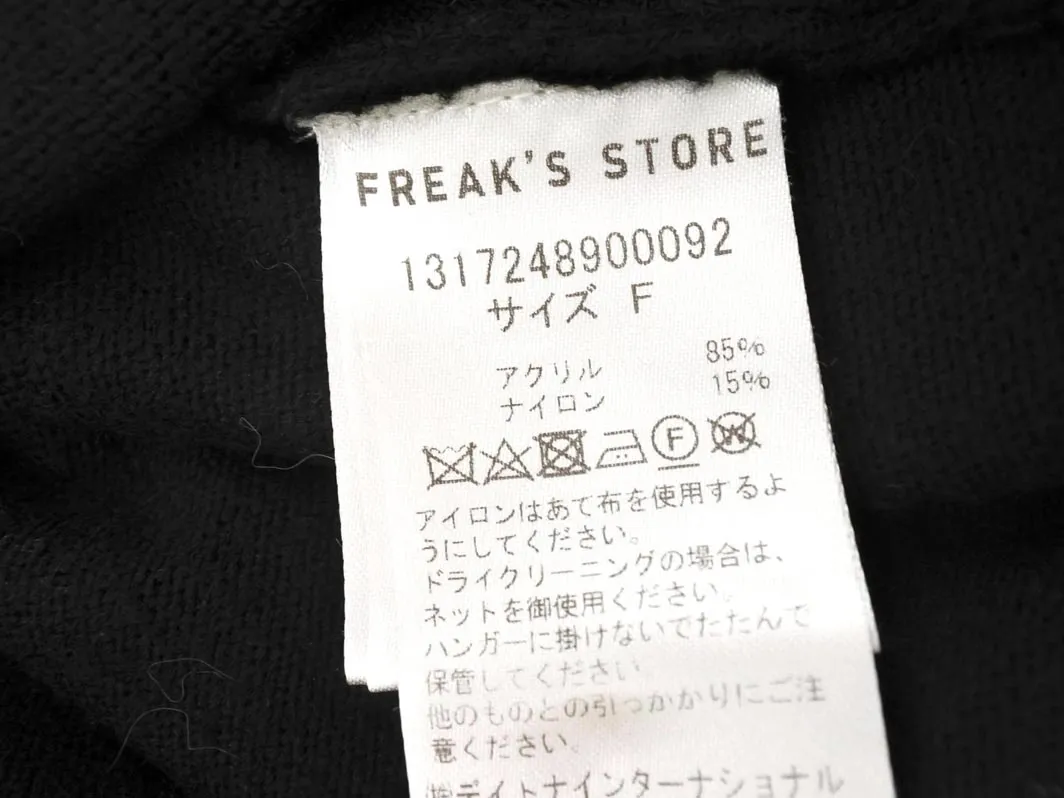 FREAK'S STORE
1317248900092
サイズ F
アクリル 85%
ナイロン 15%
F W
アイロンはあて布を使用するよ
うにしてください。
ドライクリーニングの場合は、
ネットを御使用ください。
ハンガーに掛けないでたたんで
保管してください。
他のものとの引っかかりにご注
意ください。
㈱デイトナインターナショナル